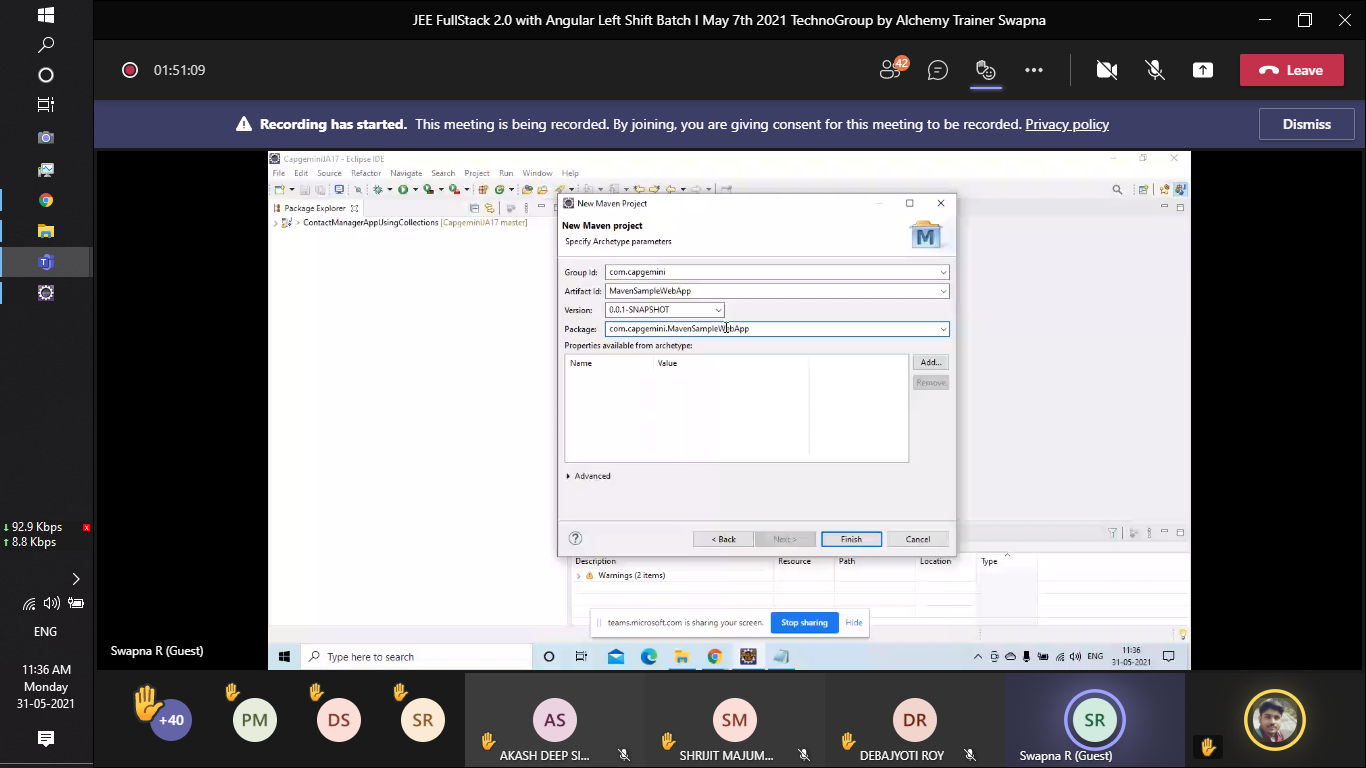 JEE FullStack 2.0 with Angular Left Shift Batch I May 7th 2021 TechnoGroup by Alchemy Trainer Swapna
01:51:09
42
Leave
Recording has started. This meeting is being recorded. By joining, you are giving consent for this meeting to be recorded. Privacy policy
Dismiss
CapgeminiJA17 - Eclipse IDE
File Edit Source Refactor Navigate Search Project Run Window Help
Package Explorer
ContactManagerAppUsingCollections [CapgeminiJA17 master]
New Maven Project
New Maven project
Specify Archetype parameters
M
Group Id: com.capgemini
Artifact Id: MavenSampleWebApp
Version: 0.0.1-SNAPSHOT
Package: com.capgemini.MavenSampleWebApp
Properties available from archetype:
Name Value
Add...
Remove
Advanced
< Back Next > Finish Cancel
Description Resource Path Location Type
Warnings (2 items)
teams.microsoft.com is sharing your screen. Stop sharing Hide
Type here to search
ENG
11:36
31-05-2021
Swapna R (Guest)
↓ 92.9 Kbps x
↑ 8.8 Kbps
ENG
11:36 AM
Monday
31-05-2021
+40
PM
DS
SR
AS
AKASH DEEP SI...
SM
SHRIJIT MAJUM...
DR
DEBAJYOTI ROY
SR
Swapna R (Guest)